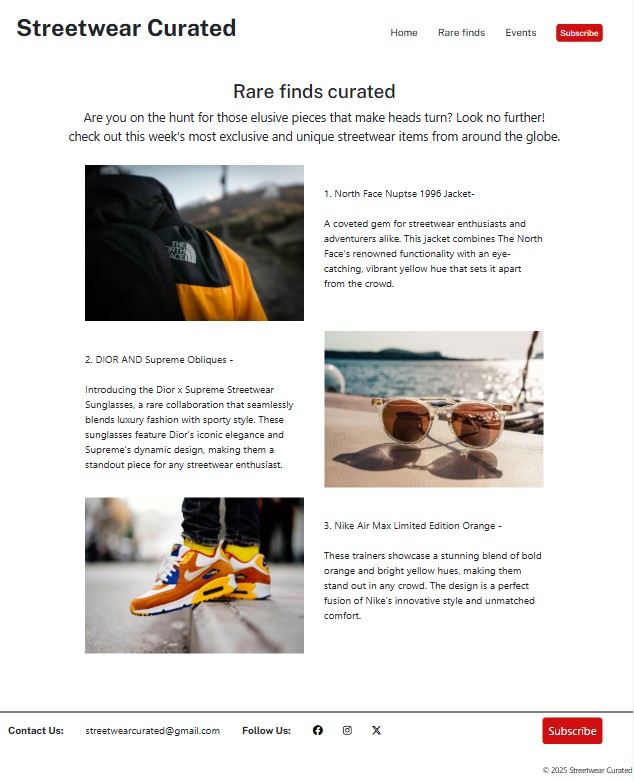 Streetwear Curated
Home Rare finds Events Subscribe
Rare finds curated
Are you on the hunt for those elusive pieces that make heads turn? Look no further!
check out this week's most exclusive and unique streetwear items from around the globe.
THE
NORTH
FACE
1. North Face Nuptse 1996 Jacket-
A coveted gem for streetwear enthusiasts and
adventurers alike. This jacket combines The North
Face's renowned functionality with an eye-
catching, vibrant yellow hue that sets it apart
from the crowd.
2. DIOR AND Supreme Obliques -
Introducing the Dior x Supreme Streetwear
Sunglasses, a rare collaboration that seamlessly
blends luxury fashion with sporty style. These
sunglasses feature Dior's iconic elegance and
Supreme's dynamic design, making them a
standout piece for any streetwear enthusiast.
3. Nike Air Max Limited Edition Orange -
These trainers showcase a stunning blend of bold
orange and bright yellow hues, making them
stand out in any crowd. The design is a perfect
fusion of Nike's innovative style and unmatched
comfort.
Contact Us: streetwearcurated@gmail.com Follow Us: Subscribe
© 2025 Streetwear Curated